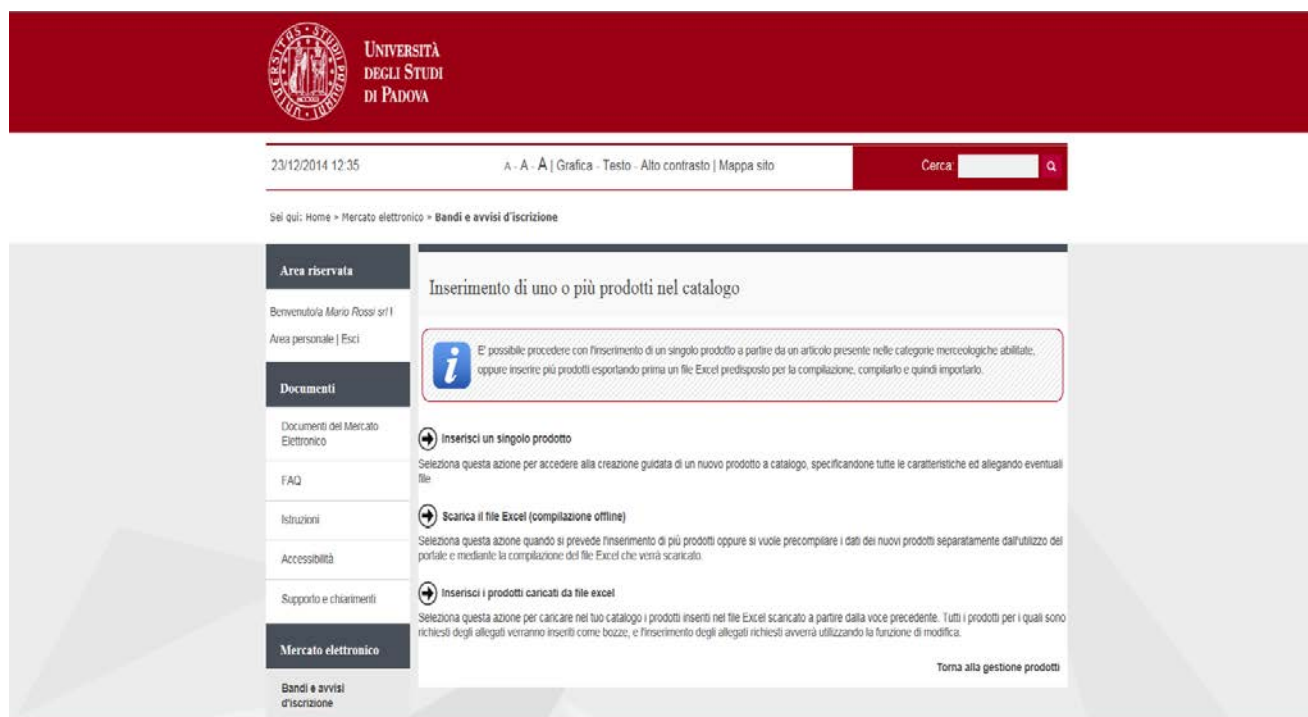 UNIVERSITÀ
DEGLI STUDI
DI PADOVA
23/12/2014 12:35
A - A - A | Grafica - Testo - Alto contrasto | Mappa sito
Cerca:
Sei qui: Home » Mercato elettronico » Bandi e avvisi d'iscrizione
Area riservata
Benvenuto/a Mario Rossi srl !
Area personale | Esci
Documenti
Documenti del Mercato
Elettronico
FAQ
Istruzioni
Accessibilità
Supporto e chiarimenti
Mercato elettronico
Bandi e avvisi
d'iscrizione
Inserimento di uno o più prodotti nel catalogo
E' possibile procedere con l'inserimento di un singolo prodotto a partire da un articolo presente nelle categorie merceologiche abilitate,
oppure inserire più prodotti esportando prima un file Excel predisposto per la compilazione, compilarlo e quindi importarlo.
Inserisci un singolo prodotto
Seleziona questa azione per accedere alla creazione guidata di un nuovo prodotto a catalogo, specificandone tutte le caratteristiche ed allegando eventuali
file
Scarica il file Excel (compilazione offline)
Seleziona questa azione quando si prevede l'inserimento di più prodotti oppure si vuole precompilare i dati dei nuovi prodotti separatamente dall'utilizzo del
portale e mediante la compilazione del file Excel che verrà scaricato.
Inserisci i prodotti caricati da file excel
Seleziona questa azione per caricare nel tuo catalogo i prodotti inseriti nel file Excel scaricato a partire dalla voce precedente. Tutti i prodotti per i quali sono
richiesti degli allegati verranno inseriti come bozze, e l'inserimento degli allegati richiesti avverrà utilizzando la funzione di modifica.
Torna alla gestione prodotti